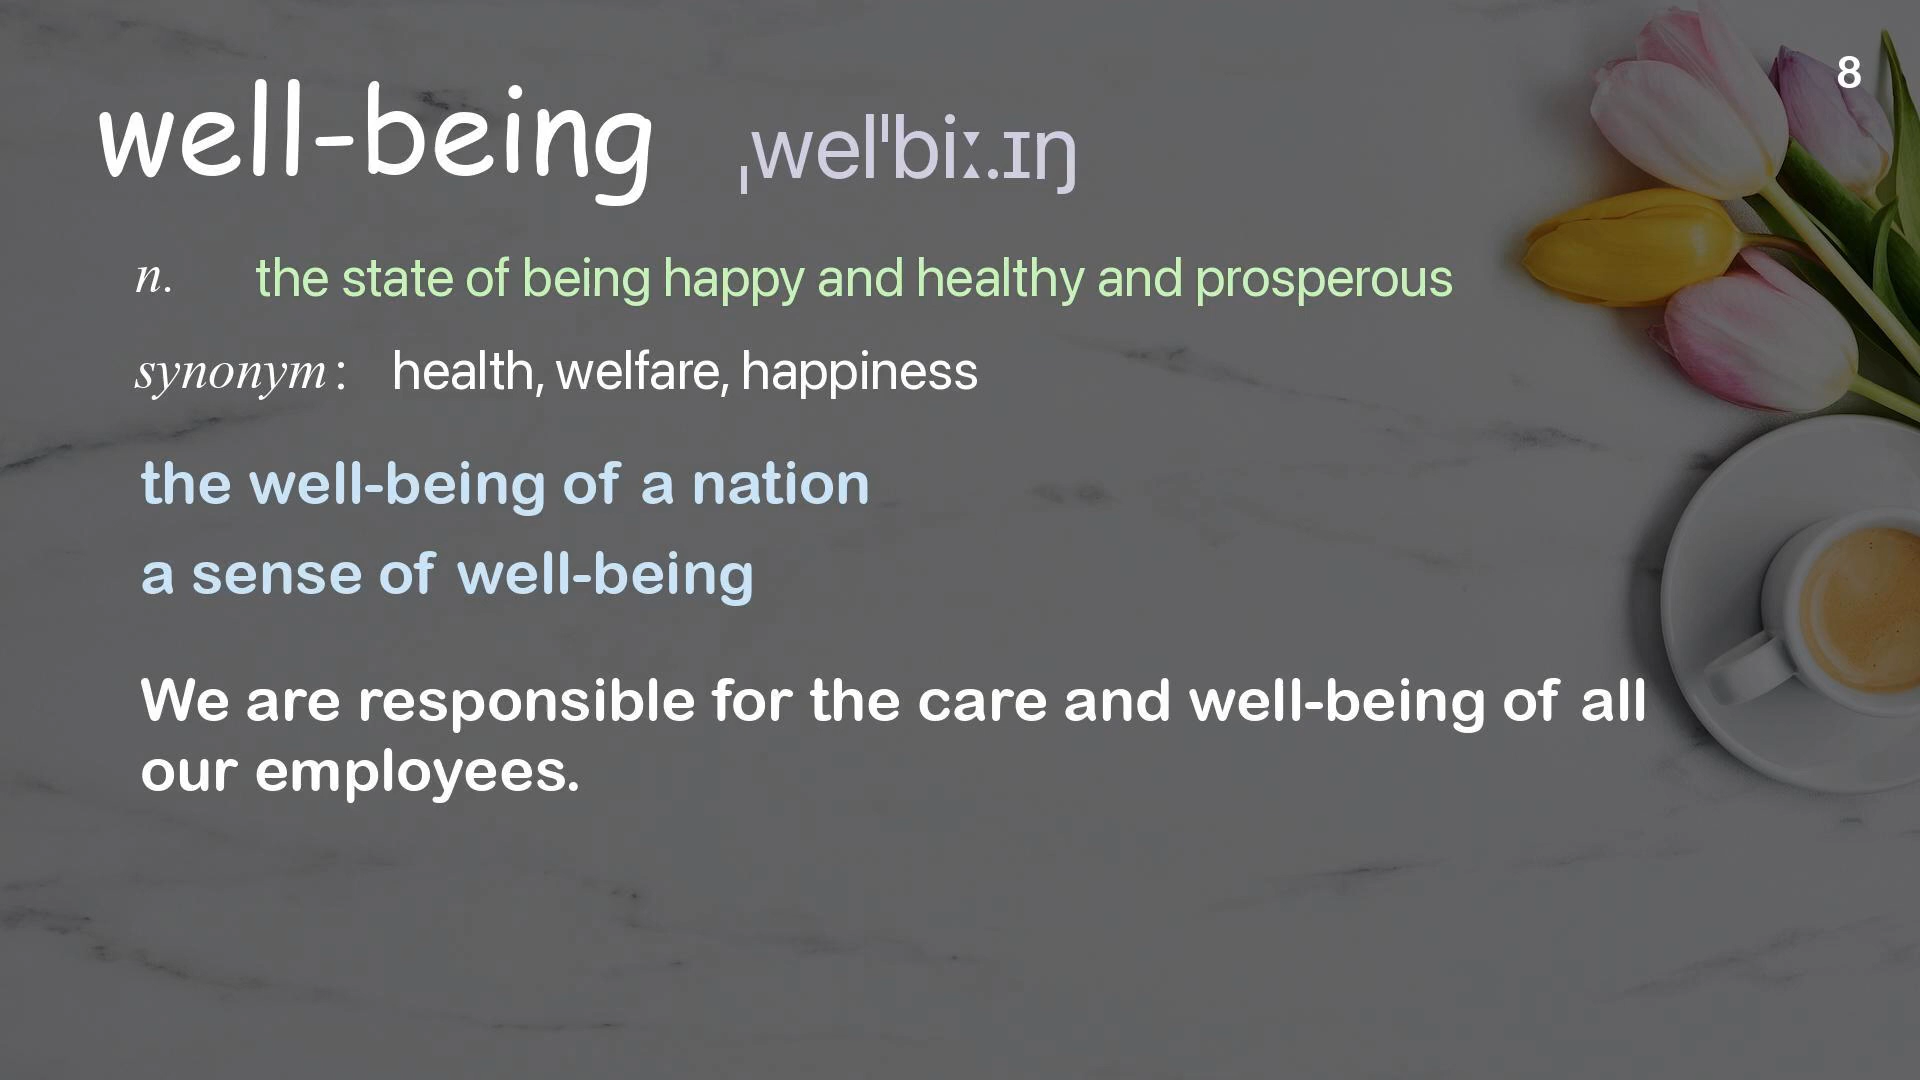 8
well-being ˌwelˈbiː.ɪŋ
n. the state of being happy and healthy and prosperous
synonym: health, welfare, happiness
the well-being of a nation
a sense of well-being
We are responsible for the care and well-being of all
our employees.